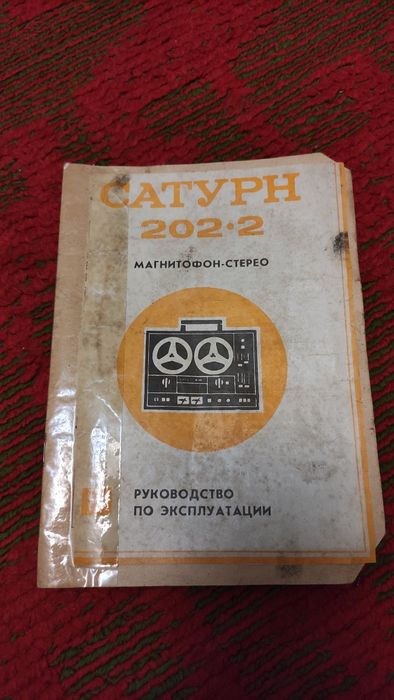 САТУРН
202·2
МАГНИТОФОН-СТЕРЕО
РУКОВОДСТВО
ПО ЭКСПЛУАТАЦИИ